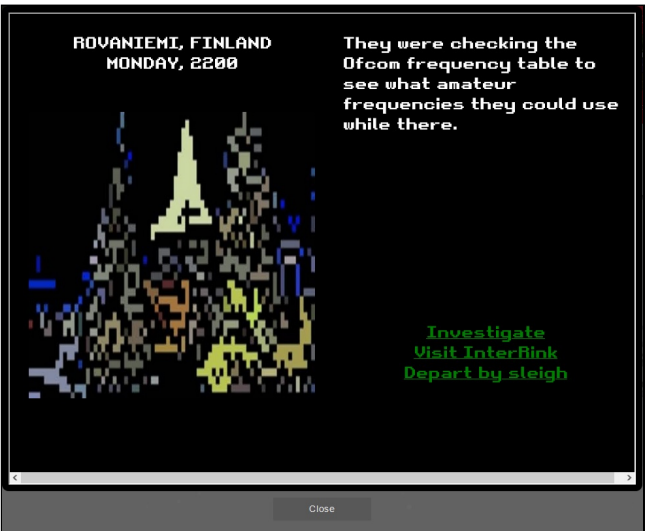 ROVANIEMI, FINLAND
MONDAY, 2200
They were checking the
Ofcom frequency table to
see what amateur
frequencies they could use
while there.
Investigate
Visit InterRink
Depart by sleigh
Close